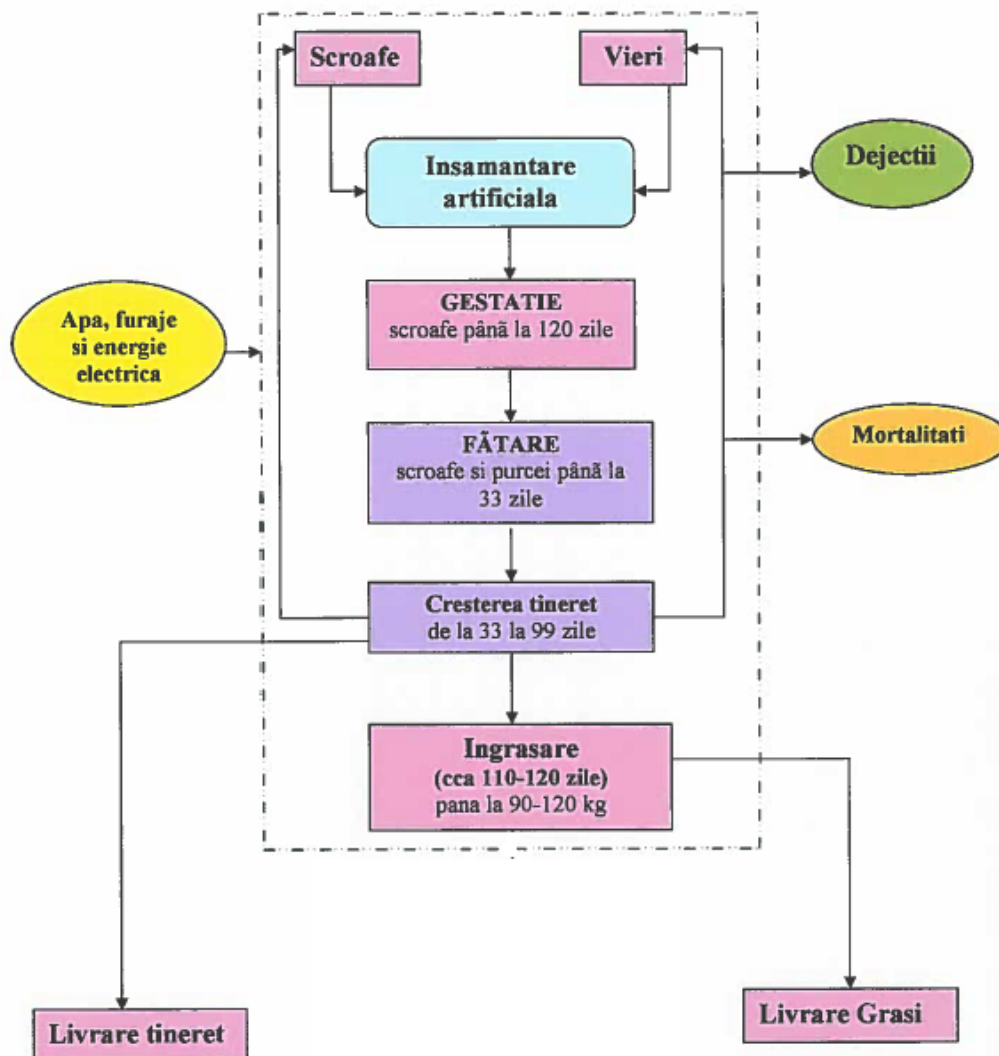 Scroafe
Vieri
Insamantare
artificiala
Dejectii
GESTATIE
scroafe până la 120 zile
Apa, furaje
si energie
electrica
FĂTARE
scroafe si purcei până la
33 zile
Mortalitati
Cresterea tineret
de la 33 la 99 zile
Ingrasare
(cca 110-120 zile)
pana la 90-120 kg
Livrare tineret
Livrare Grasi